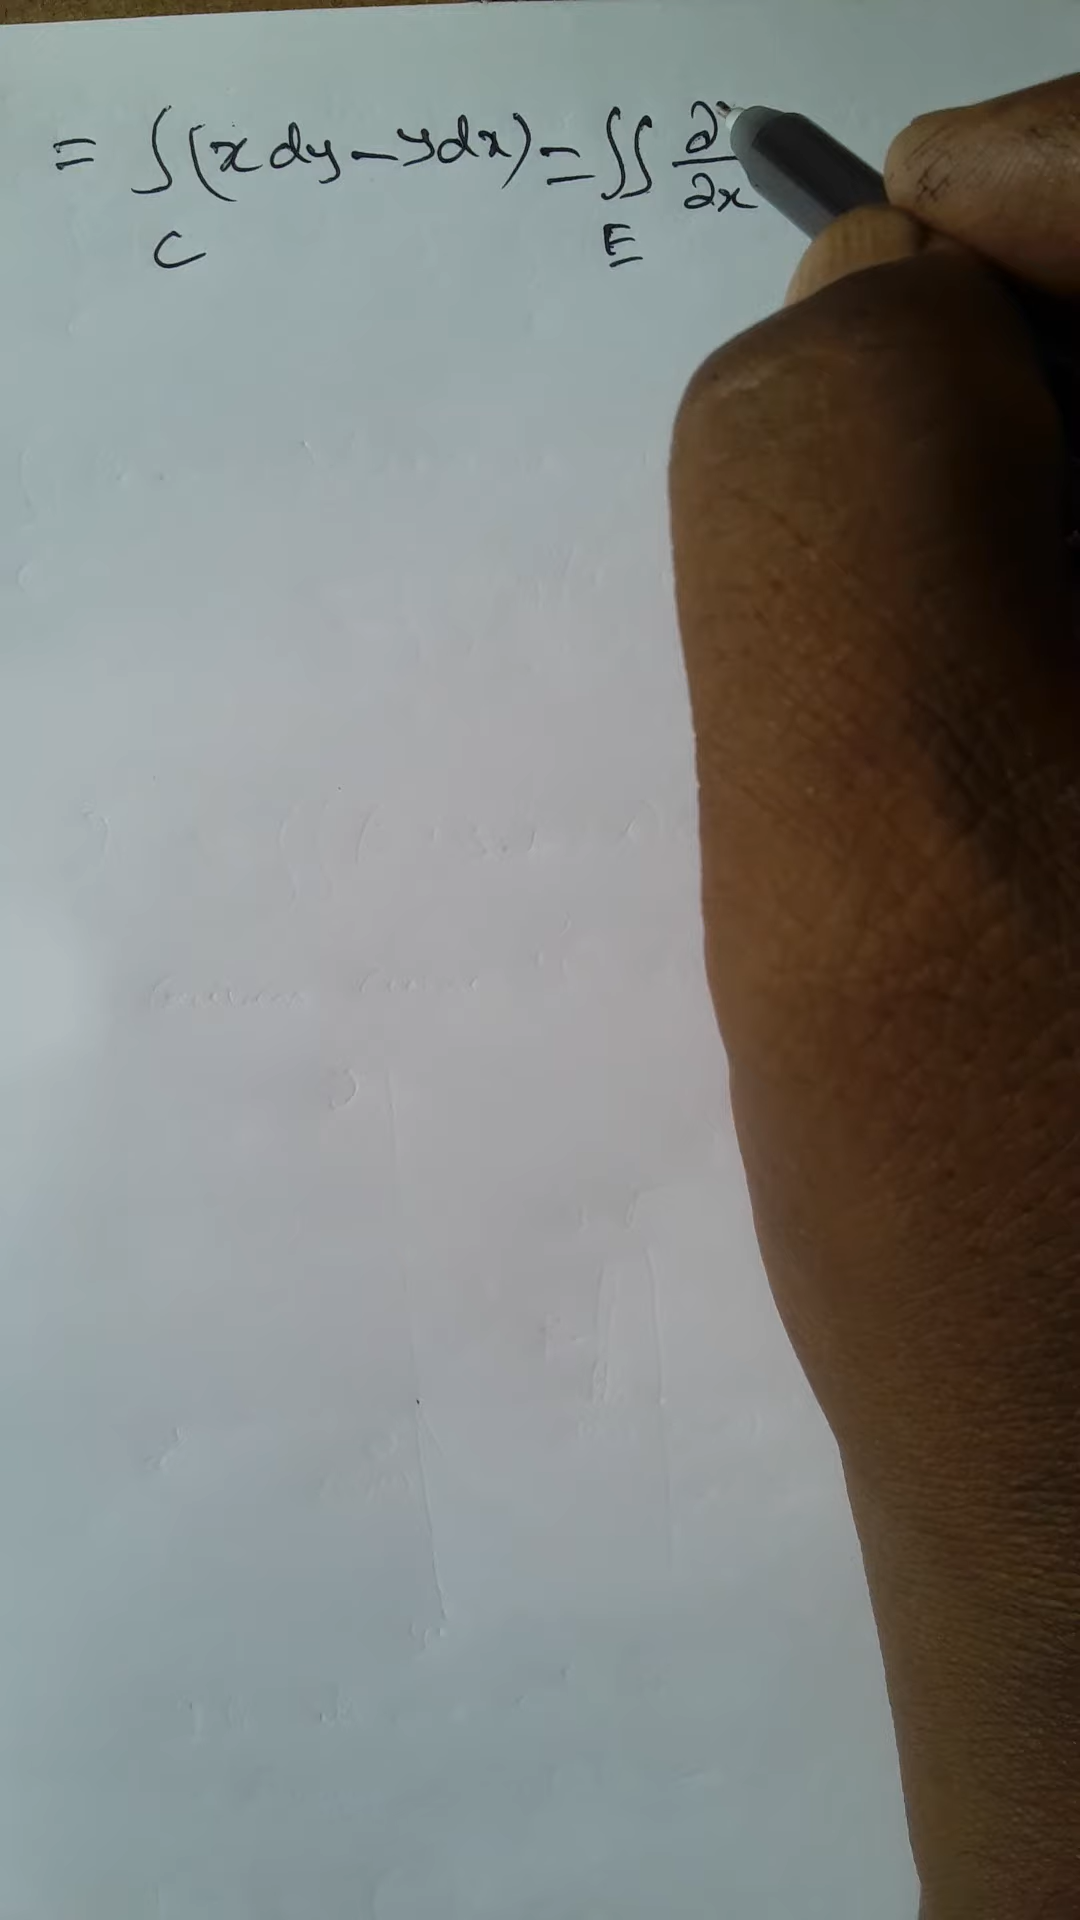 = ∫(x dy - y dx) = ∬ ∂/∂x
C E